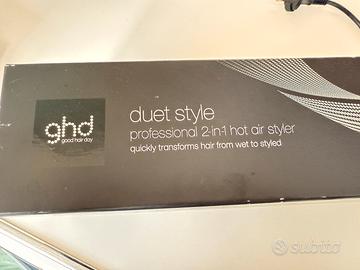 ghd
good hair day
duet style
professional 2-in-1 hot air styler
quickly transforms hair from wet to styled
subito